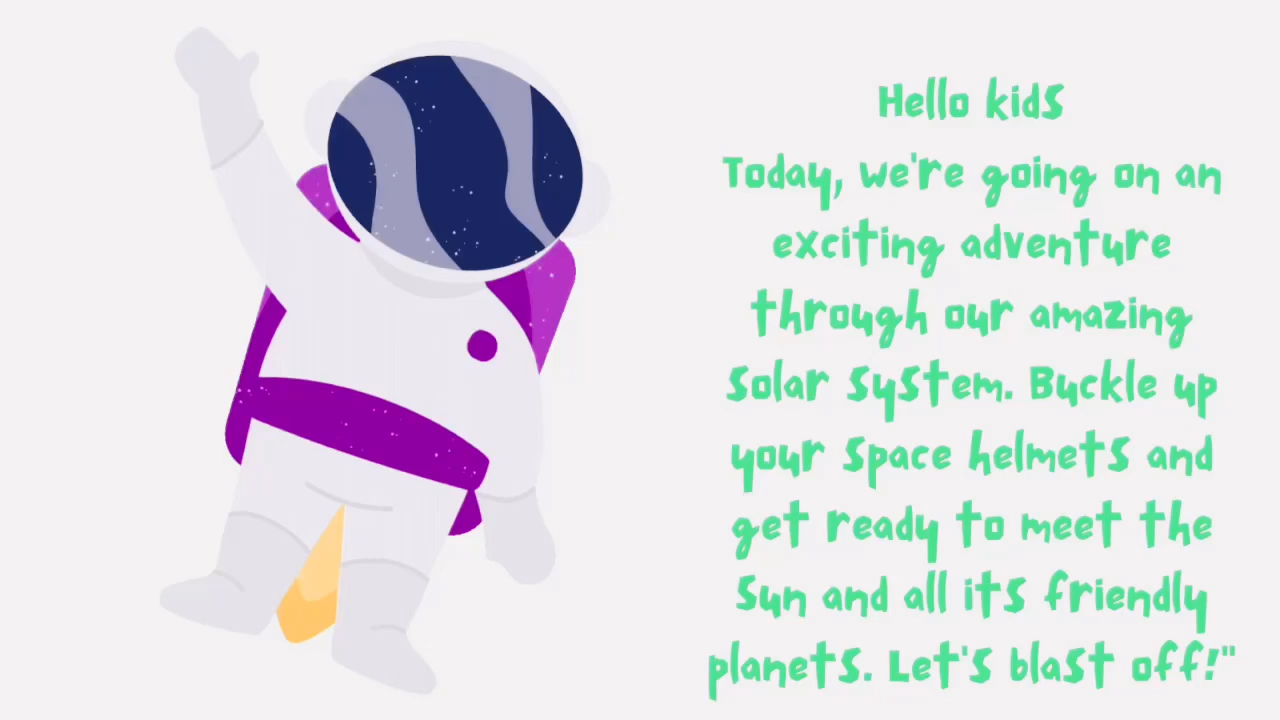 Hello kids
Today, we're going on an
exciting adventure
through our amazing
Solar System. Buckle up
your space helmets and
get ready to meet the
Sun and all its friendly
planets. Let's blast off!"